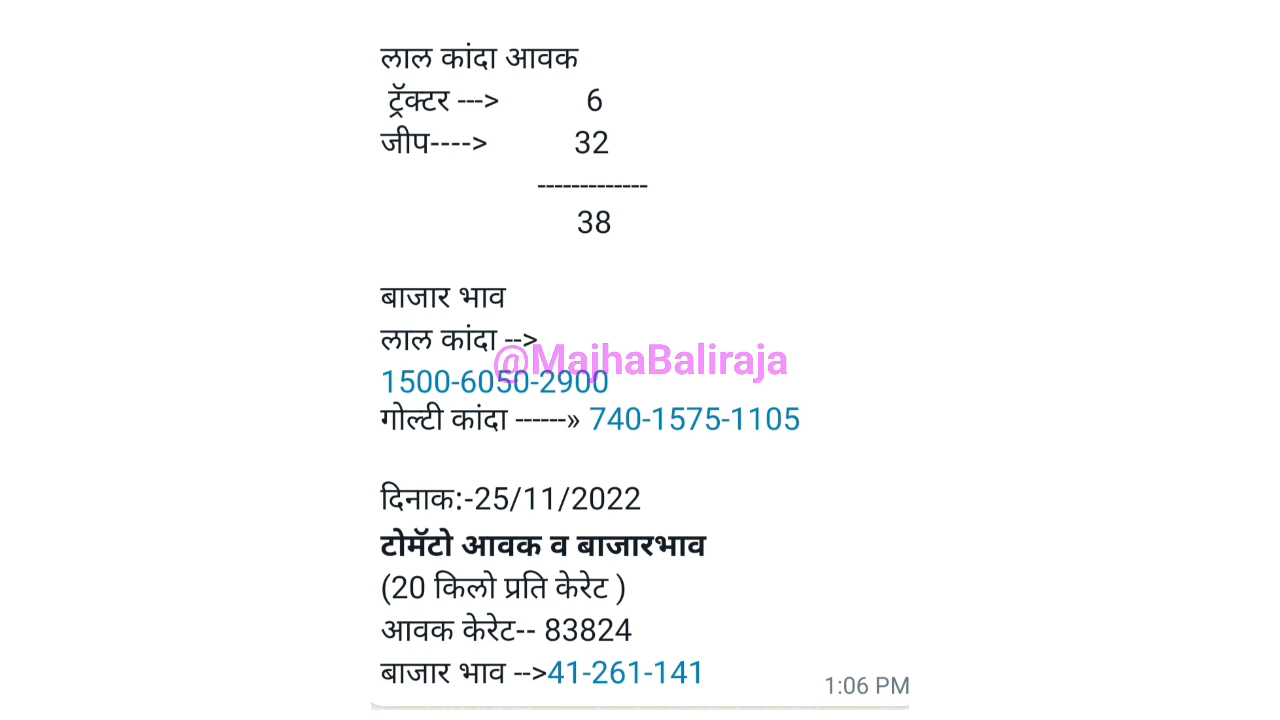 लाल कांदा आवक
ट्रॅक्टर ---> 6
जीप----> 32
-------------
38
बाजार भाव
लाल कांदा -->
@MajhaBaliraja
1500-6050-2900
गोल्टी कांदा ------» 740-1575-1105
दिनाक:-25/11/2022
टोमॅटो आवक व बाजारभाव
(20 किलो प्रति केरेट )
आवक केरेट-- 83824
बाजार भाव -->41-261-141
1:06 PM